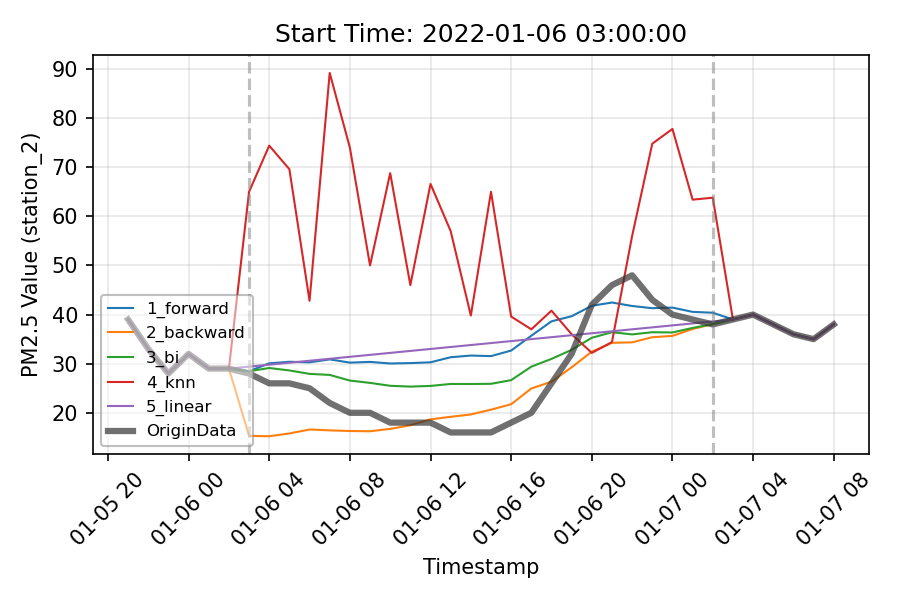 Start Time: 2022-01-06 03:00:00
PM2.5 Value (station_2)
90
80
70
60
50
40
30
20
1_forward
2_backward
3_bi
4_knn
5_linear
OriginData
01-05 20
01-06 00
01-06 04
01-06 08
01-06 12
01-06 16
01-06 20
01-07 00
01-07 04
01-07 08
Timestamp